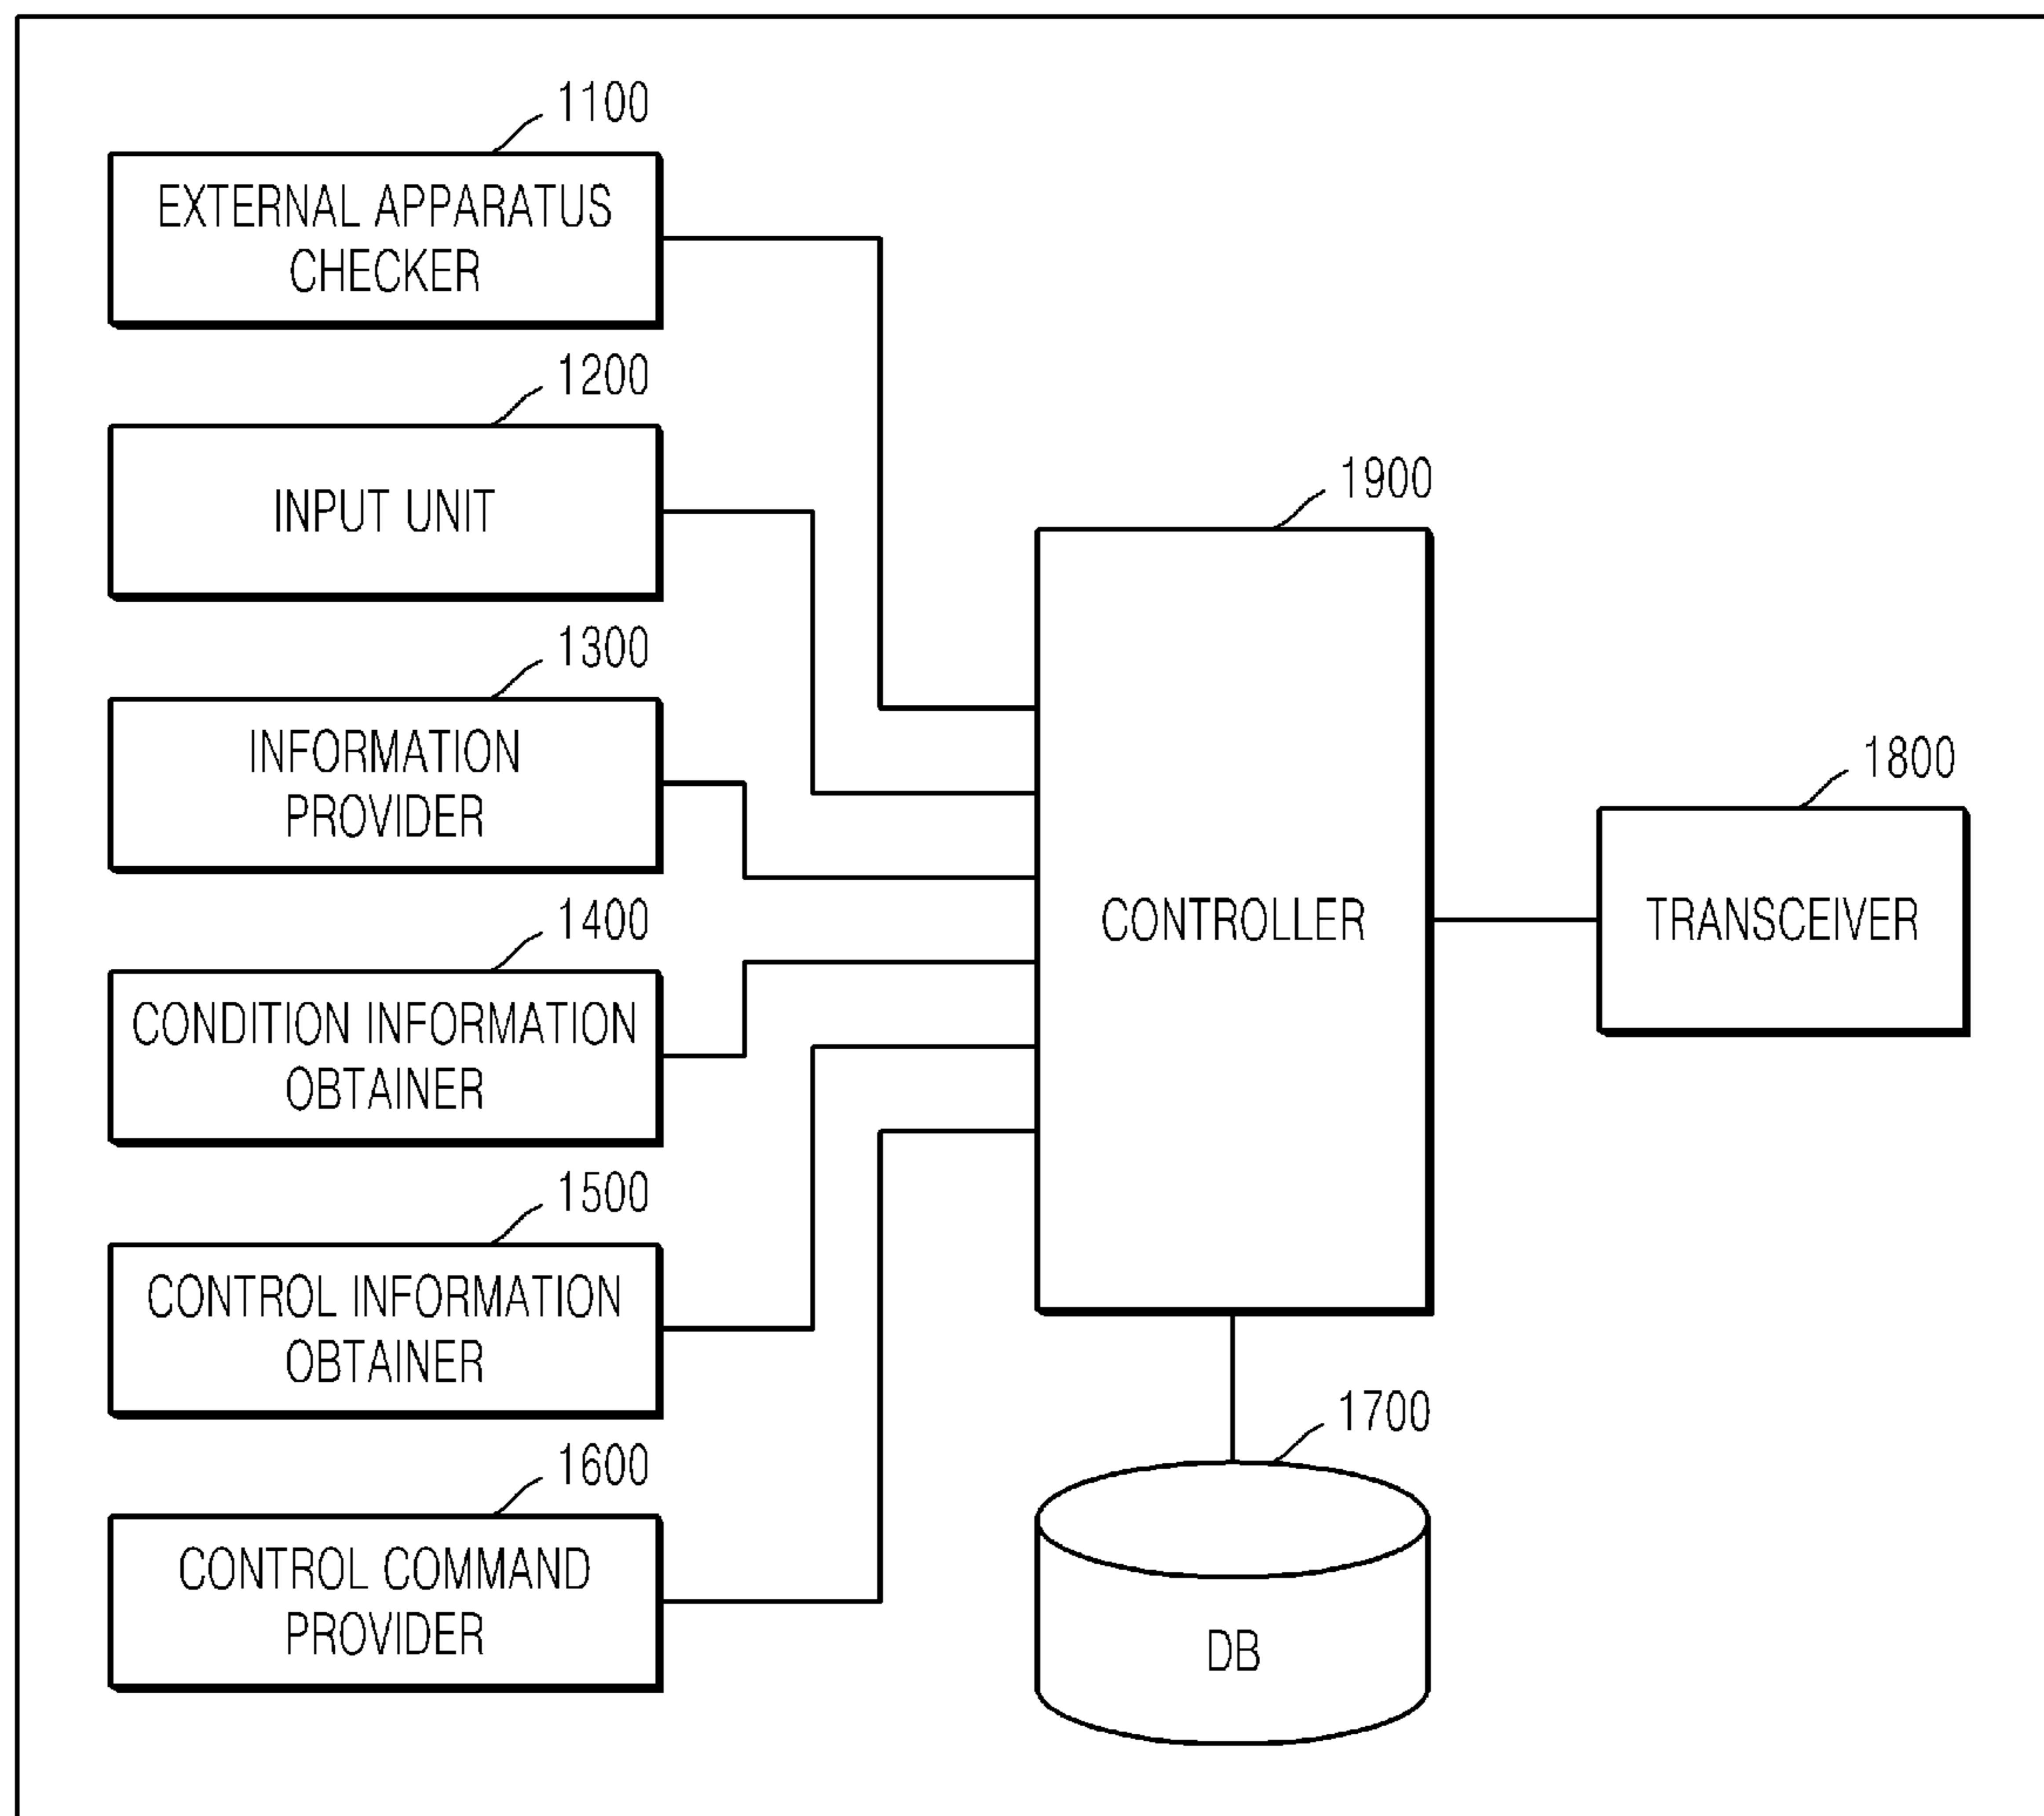 1100
EXTERNAL APPARATUS
CHECKER
1200
INPUT UNIT
1300
INFORMATION
PROVIDER
1400
CONDITION INFORMATION
OBTAINER
1500
CONTROL INFORMATION
OBTAINER
1600
CONTROL COMMAND
PROVIDER
1900
CONTROLLER
1700
DB
1800
TRANSCEIVER